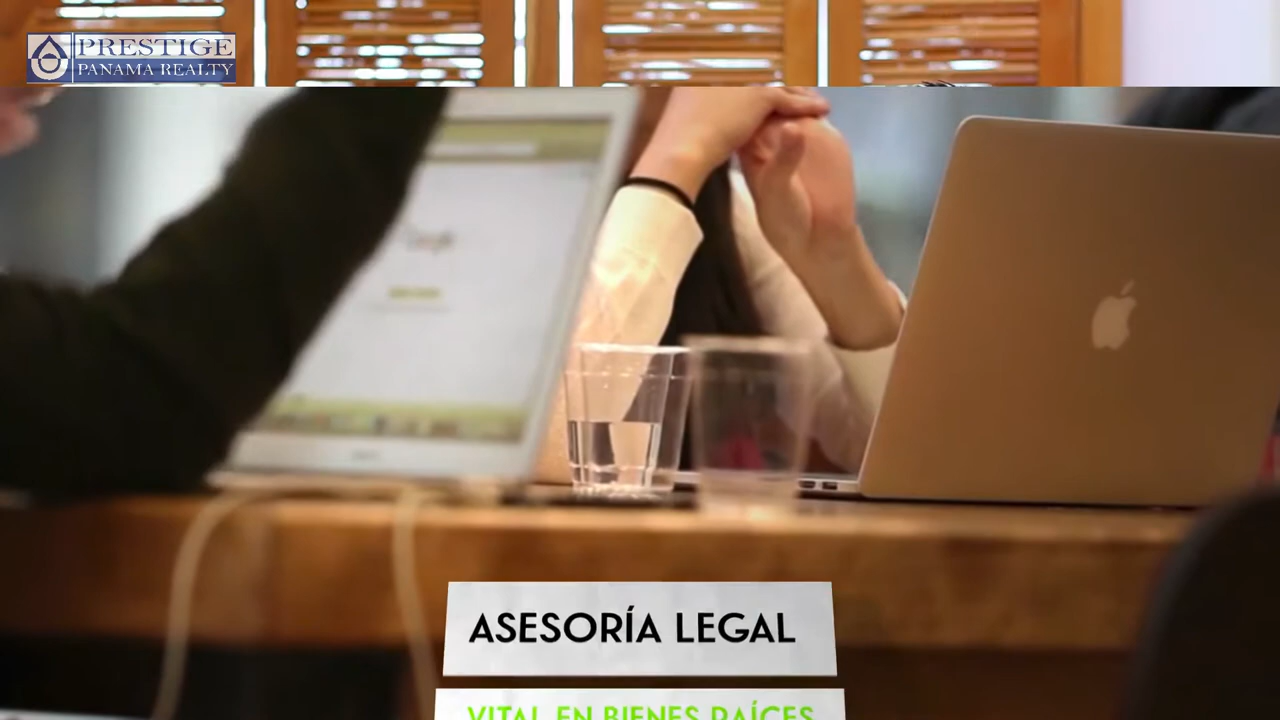 PRESTIGE
PANAMA REALTY
ASESORÍA LEGAL
VITAL EN BIENES RAÍCES